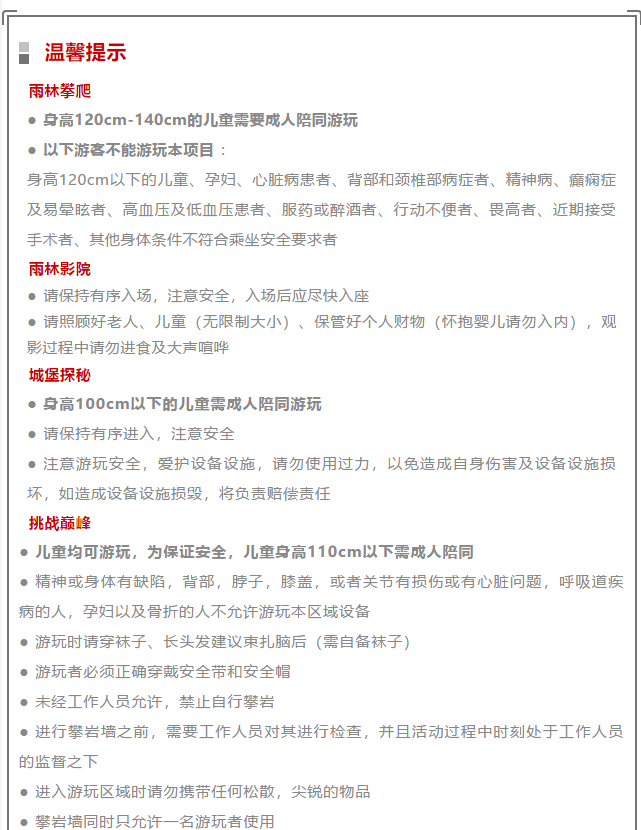 温馨提示
雨林攀爬
● 身高120cm-140cm的儿童需要成人陪同游玩
● 以下游客不能游玩本项目：
身高120cm以下的儿童、孕妇、心脏病患者、背部和颈椎部病症者、精神病、癫痫症
及易晕眩者、高血压及低血压患者、服药或醉酒者、行动不便者、畏高者、近期接受
手术者、其他身体条件不符合乘坐安全要求者
雨林影院
● 请保持有序入场，注意安全，入场后应尽快入座
● 请照顾好老人、儿童（无限制大小）、保管好个人财物（怀抱婴儿请勿入内），观
影过程中请勿进食及大声喧哗
城堡探秘
● 身高100cm以下的儿童需成人陪同游玩
● 请保持有序进入，注意安全
● 注意游玩安全，爱护设备设施，请勿使用过力，以免造成自身伤害及设备设施损
坏，如造成设备设施损毁，将负责赔偿责任
挑战巅峰
● 儿童均可游玩，为保证安全，儿童身高110cm以下需成人陪同
● 精神或身体有缺陷，背部，脖子，膝盖，或者关节有损伤或有心脏问题，呼吸道疾
病的人，孕妇以及骨折的人不允许游玩本区域设备
● 游玩时请穿袜子、长头发建议束扎脑后（需自备袜子）
● 游玩者必须正确穿戴安全带和安全帽
● 未经工作人员允许，禁止自行攀岩
● 进行攀岩墙之前，需要工作人员对其进行检查，并且活动过程中时刻处于工作人员
的监督之下
● 进入游玩区域时请勿携带任何松散，尖锐的物品
● 攀岩墙同时只允许一名游玩者使用